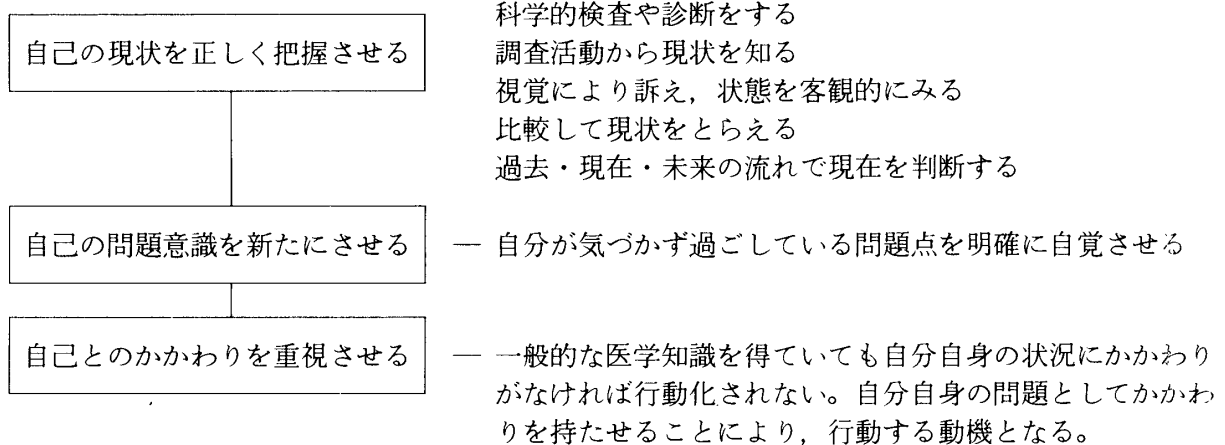 科学的検査や診断をする
自己の現状を正しく把握させる
調査活動から現状を知る
視覚により訴え，状態を客観的にみる
比較して現状をとらえる
過去・現在・未来の流れで現在を判断する
自己の問題意識を新たにさせる
— 自分が気づかず過ごしている問題点を明確に自覚させる
自己とのかかわりを重視させる
— 一般的な医学知識を得ていても自分自身の状況にかかわり
がなければ行動化されない。自分自身の問題としてかかわ
りを持たせることにより，行動する動機となる。